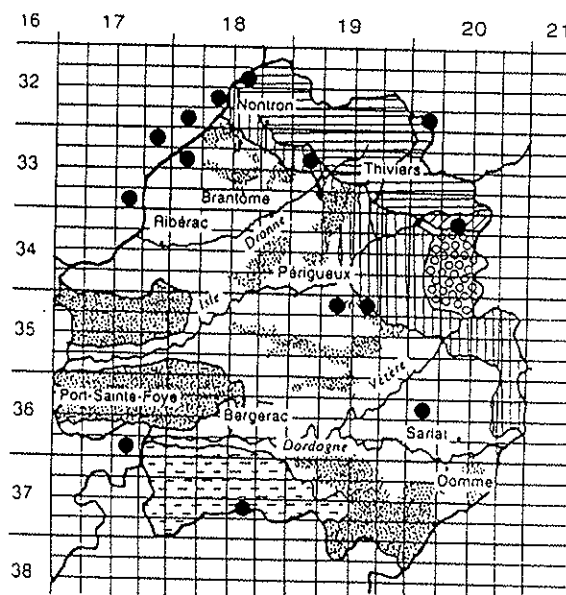 16 17 18 19 20 21
32
Nontron
33
Thiviers
Brantôme
Ribérac
Dronne
34
Périgueux
Isle
35
Vézère
Port-Sainte-Foye
36
Bergerac
Sarlat
Dordogne
Domme
37
38